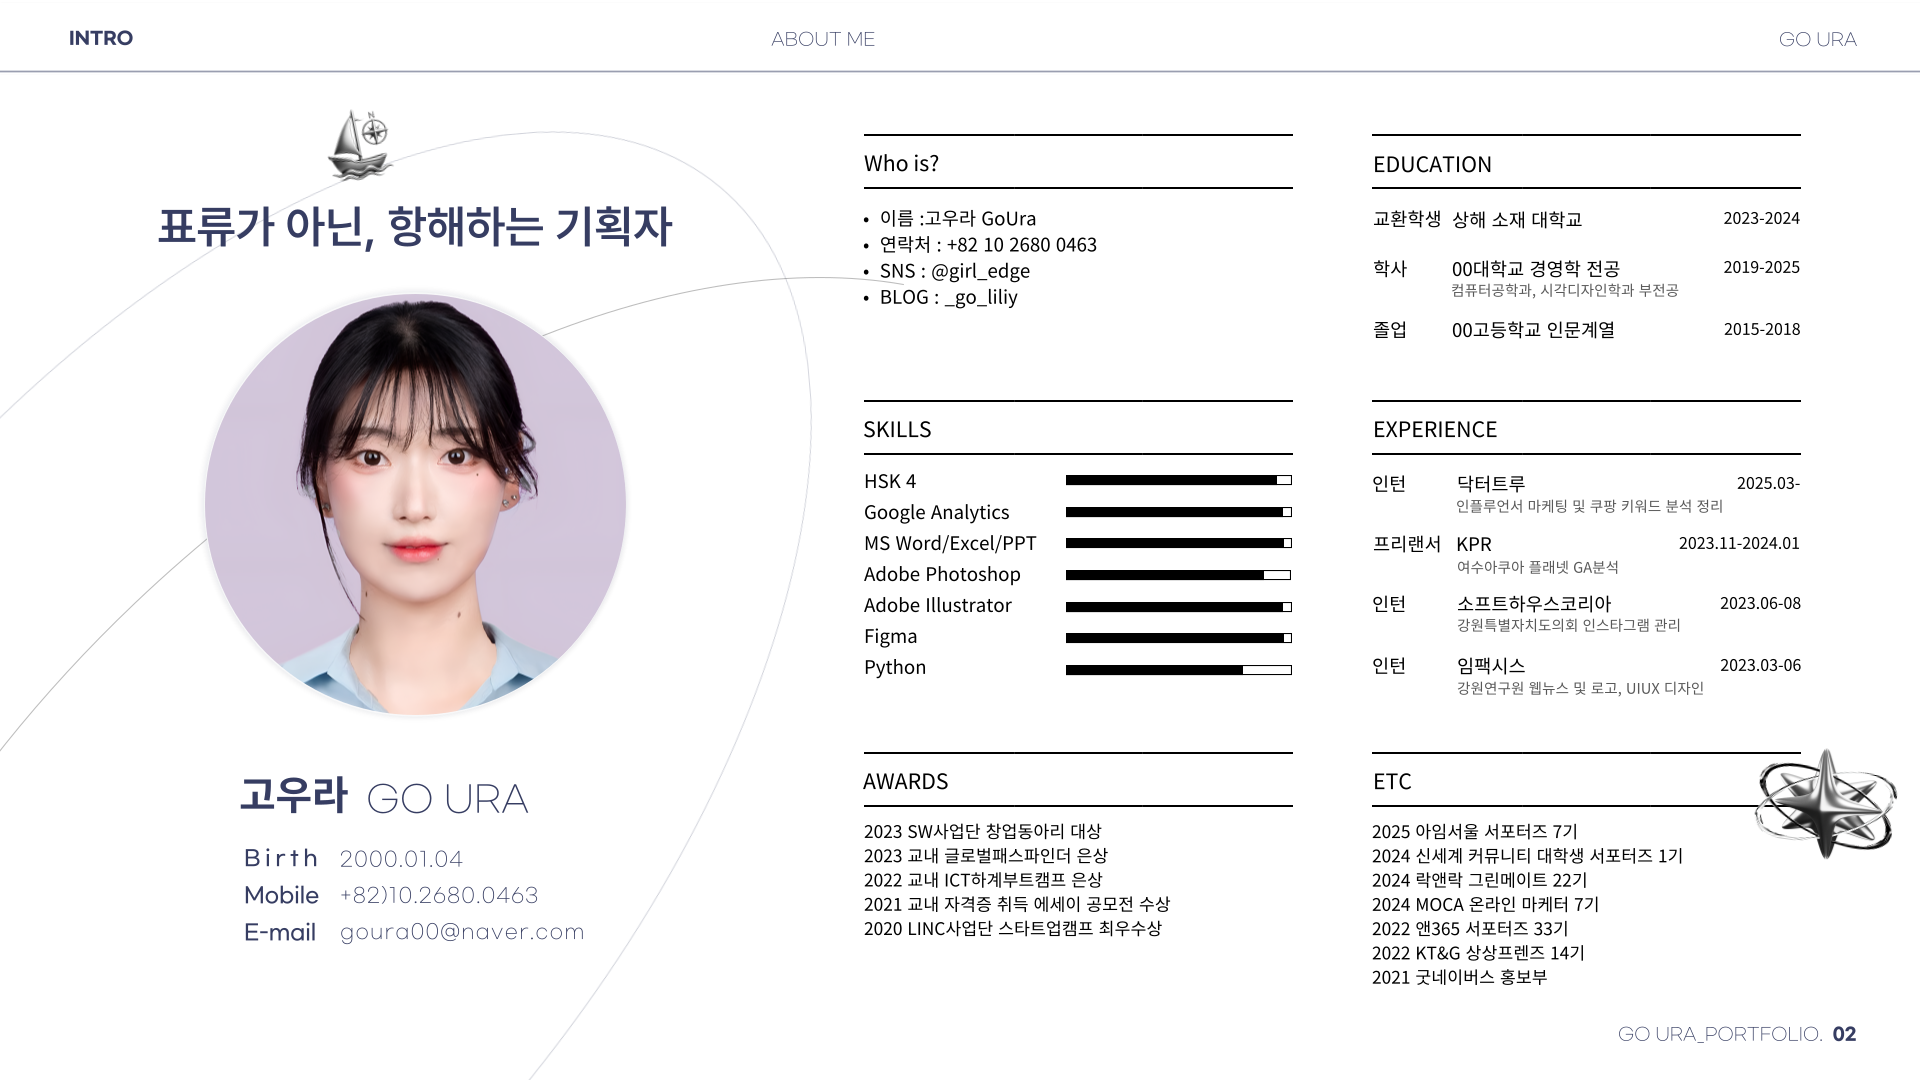 INTRO
ABOUT ME
GO URA
N
표류가 아닌, 항해하는 기획자
고우라 GO URA
Birth 2000.01.04
Mobile +82)10.2680.0463
E-mail goura00@naver.com
Who is?
• 이름 :고우라 GoUra
• 연락처 : +82 10 2680 0463
• SNS : @girl_edge
• BLOG : _go_liliy
SKILLS
HSK 4
Google Analytics
MS Word/Excel/PPT
Adobe Photoshop
Adobe Illustrator
Figma
Python
AWARDS
2023 SW사업단 창업동아리 대상
2023 교내 글로벌패스파인더 은상
2022 교내 ICT하계부트캠프 은상
2021 교내 자격증 취득 에세이 공모전 수상
2020 LINC사업단 스타트업캠프 최우수상
EDUCATION
교환학생 상해 소재 대학교 2023-2024
학사 00대학교 경영학 전공 2019-2025
컴퓨터공학과, 시각디자인학과 부전공
졸업 00고등학교 인문계열 2015-2018
EXPERIENCE
인턴 닥터트루 2025.03-
인플루언서 마케팅 및 쿠팡 키워드 분석 정리
프리랜서 KPR 2023.11-2024.01
여수아쿠아 플래넷 GA분석
인턴 소프트하우스코리아 2023.06-08
강원특별자치도의회 인스타그램 관리
인턴 임팩시스 2023.03-06
강원연구원 웹뉴스 및 로고, UIUX 디자인
ETC
2025 아임서울 서포터즈 7기
2024 신세계 커뮤니티 대학생 서포터즈 1기
2024 락앤락 그린메이트 22기
2024 MOCA 온라인 마케터 7기
2022 앤365 서포터즈 33기
2022 KT&G 상상프렌즈 14기
2021 굿네이버스 홍보부
GO URA_PORTFOLIO. 02